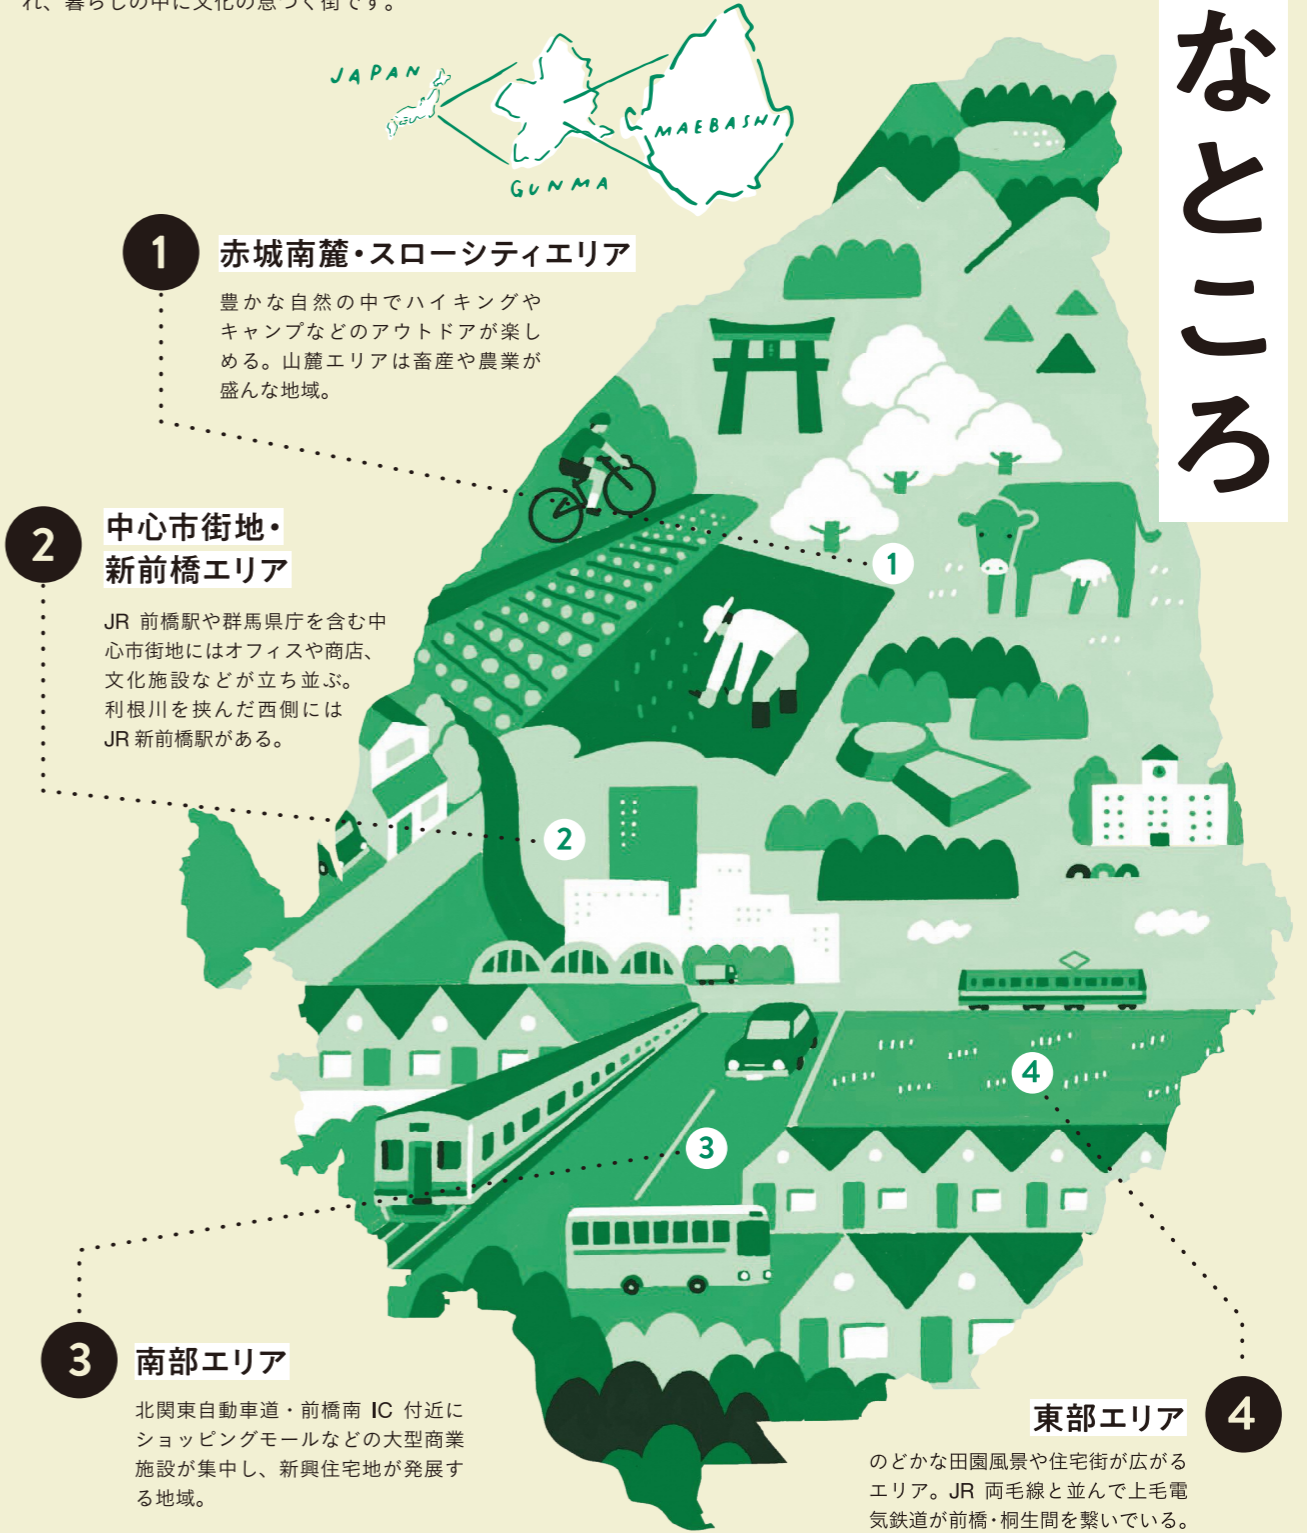 れ、暮らしの中に文化の息づく街です。
なところ
JAPAN
GUNMA
MAEBASHI
1
赤城南麓・スローシティエリア
豊かな自然の中でハイキングや
キャンプなどのアウトドアが楽し
める。山麓エリアは畜産や農業が
盛んな地域。
2
中心市街地・
新前橋エリア
JR 前橋駅や群馬県庁を含む中
心市街地にはオフィスや商店、
文化施設などが立ち並ぶ。
利根川を挟んだ西側には
JR 新前橋駅がある。
1
2
4
3
3
南部エリア
北関東自動車道・前橋南 IC 付近に
ショッピングモールなどの大型商業
施設が集中し、新興住宅地が発展す
る地域。
4
東部エリア
のどかな田園風景や住宅街が広がる
エリア。JR 両毛線と並んで上毛電
気鉄道が前橋・桐生間を繋いでいる。